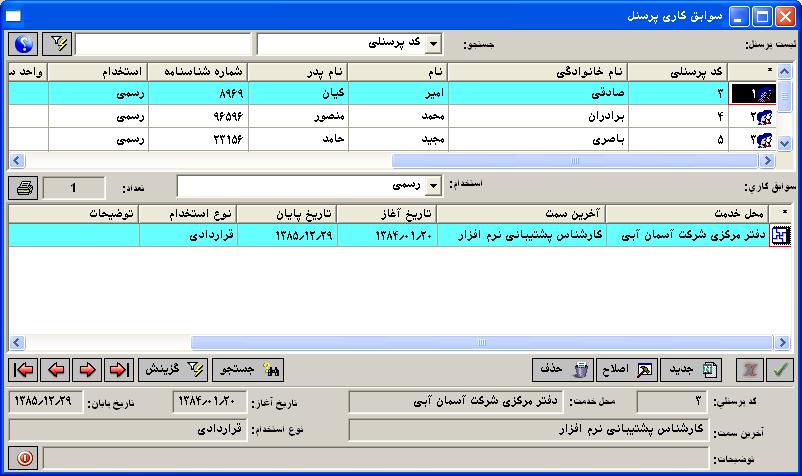 سوابق کاری پرسنل
لیست پرسنل: جستجو: کد پرسنلی
* کد پرسنلی نام خانوادگی نام نام پدر شماره شناسنامه استخدام واحد س
۱ ۳ صادقی امیر کیان ۸۹۶۹ رسمی
۲ ۴ برادران محمد منصور ۹۶۵۹۶ رسمی
۳ ۵ باصری مجید حامد ۲۳۱۵۶ رسمی
سوابق کاري: استخدام: رسمی تعداد: 1
* محل خدمت آخرین سمت تاریخ آغاز تاریخ پایان نوع استخدام توضیحات
دفتر مرکزی شرکت آسمان آبی کارشناس پشتیبانی نرم افزار ۱۳۸۴/۰۱/۲۰ ۱۳۸۵/۱۲/۲۹ قراردادی
جدید اصلاح حذف جستجو گزینش
کد پرسنلي: ۳ محل خدمت: دفتر مرکزی شرکت آسمان آبی تاریخ آغاز: ۱۳۸۴/۰۱/۲۰ تاریخ پایان: ۱۳۸۵/۱۲/۲۹
آخرین سمت: کارشناس پشتیبانی نرم افزار نوع استخدام: قراردادی
توضیحات: